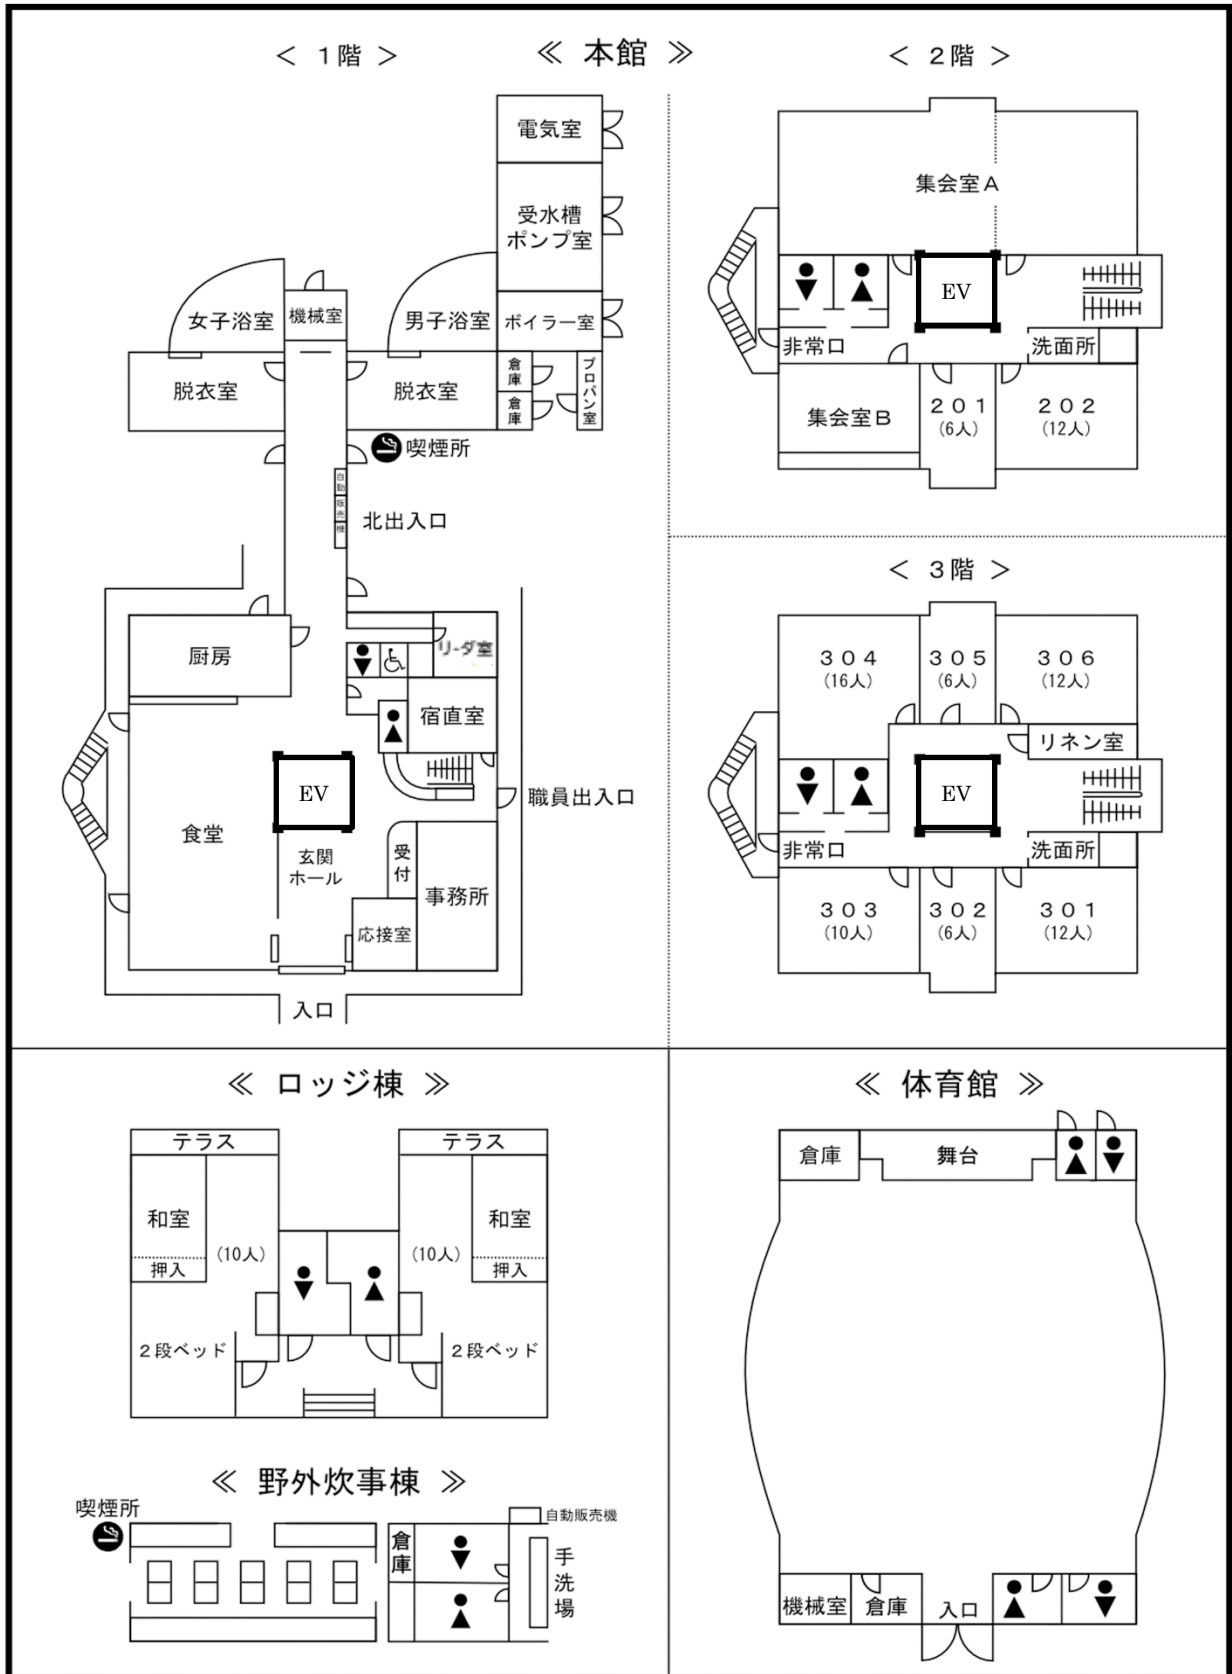 ≪ 本館 ≫
＜ １階 ＞
電気室
受水槽
ポンプ室
女子浴室
機械室
男子浴室
ボイラー室
脱衣室
脱衣室
倉庫
倉庫
プロパン室
喫煙所
自動販売機
北出入口
厨房
リ-ダ室
宿直室
EV
職員出入口
食堂
玄関
ホール
受付
事務所
応接室
入口
＜ ２階 ＞
集会室Ａ
EV
非常口
洗面所
集会室Ｂ
２０１
(6人)
２０２
(12人)
＜ ３階 ＞
３０４
(16人)
３０５
(6人)
３０６
(12人)
リネン室
EV
非常口
洗面所
３０３
(10人)
３０２
(6人)
３０１
(12人)
≪ ロッジ棟 ≫
テラス
テラス
和室
和室
(10人)
(10人)
押入
押入
２段ベッド
２段ベッド
≪ 野外炊事棟 ≫
喫煙所
自動販売機
倉庫
手洗場
≪ 体育館 ≫
倉庫
舞台
機械室
倉庫
入口